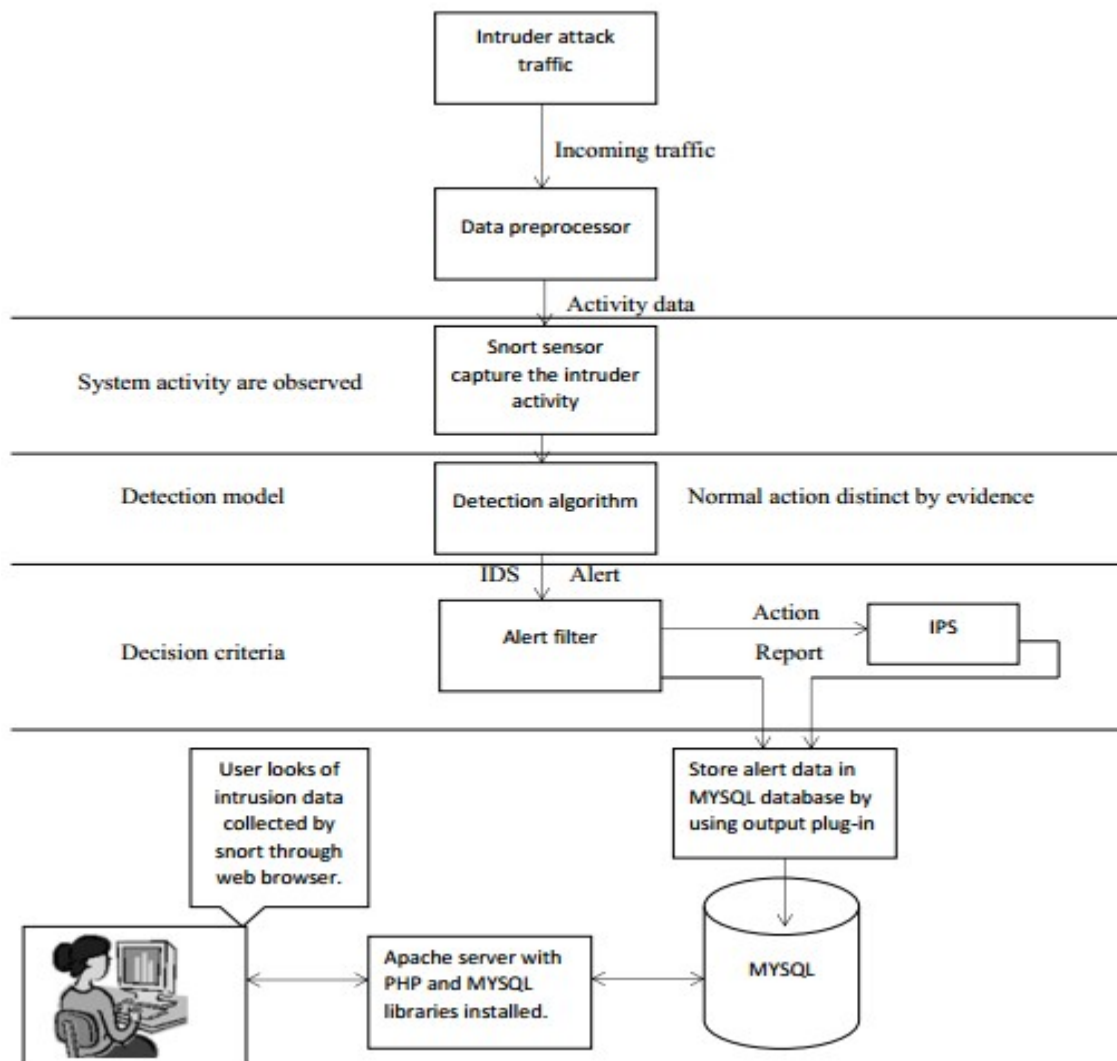 Intruder attack
traffic
Incoming traffic
Data preprocessor
Activity data
System activity are observed
Snort sensor
capture the intruder
activity
Detection model
Detection algorithm
Normal action distinct by evidence
IDS Alert
Decision criteria
Alert filter
Action
IPS
Report
User looks of
intrusion data
collected by
snort through
web browser.
Store alert data in
MYSQL database by
using output plug-in
Apache server with
PHP and MYSQL
libraries installed.
MYSQL